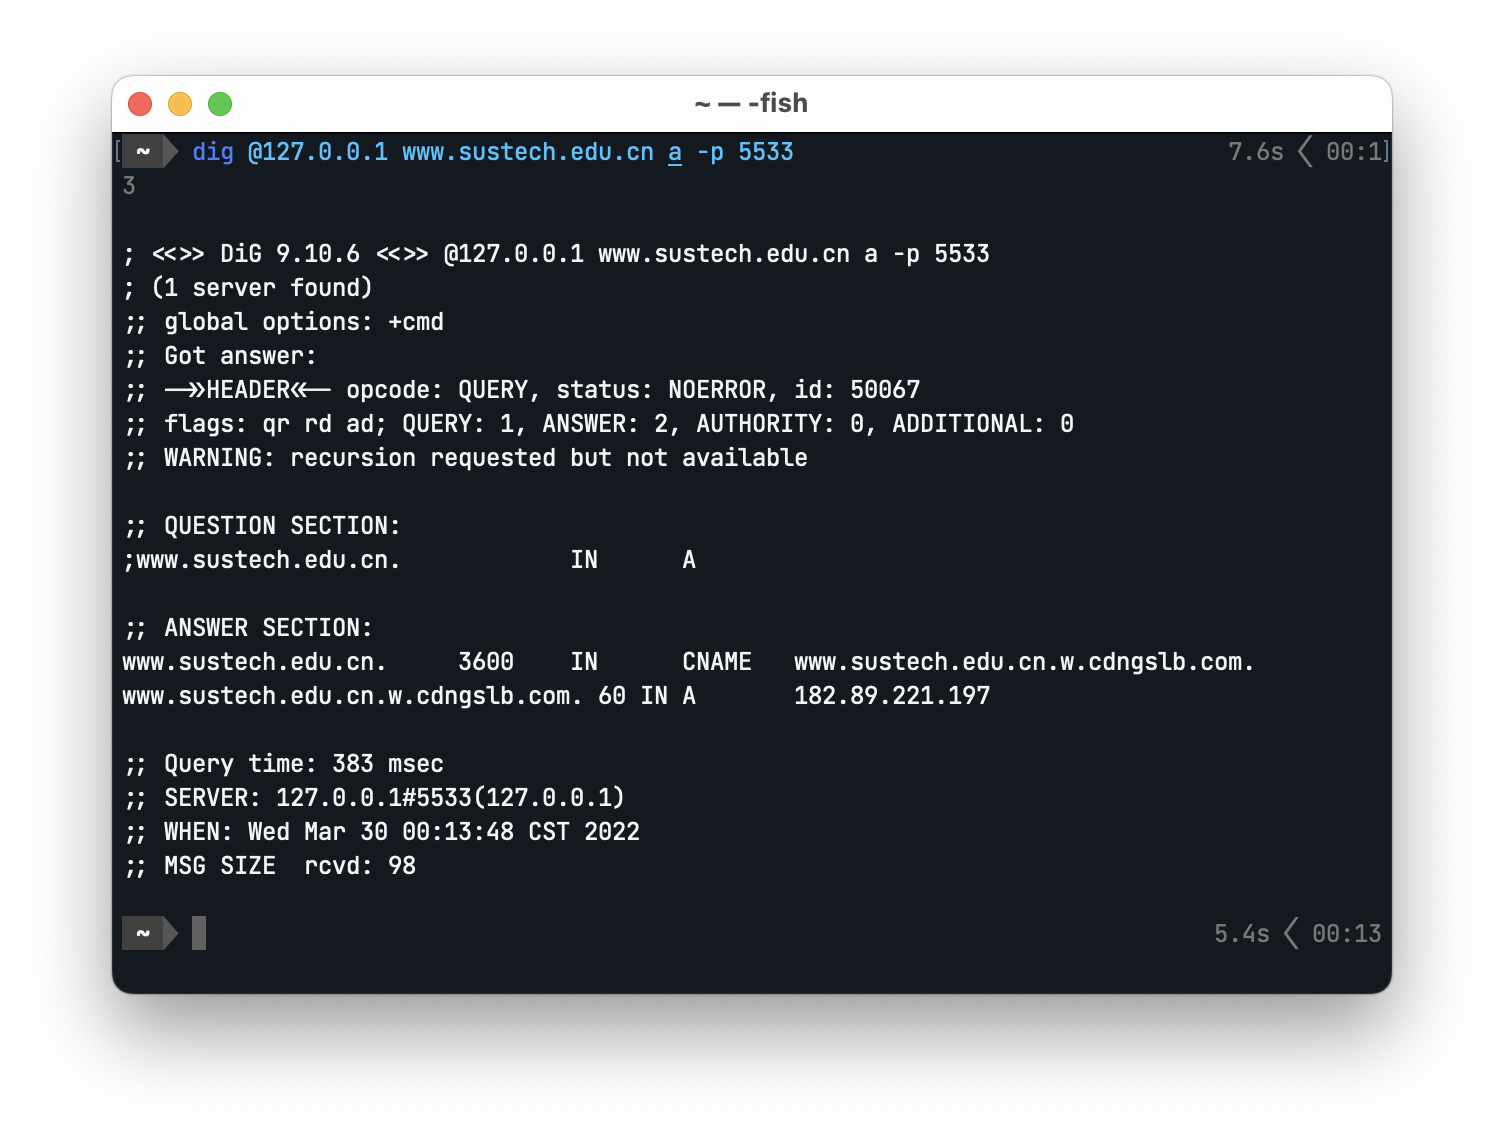 ~ — -fish
~ dig @127.0.0.1 www.sustech.edu.cn a -p 5533 7.6s 00:1
3
; <<>> DiG 9.10.6 <<>> @127.0.0.1 www.sustech.edu.cn a -p 5533
; (1 server found)
;; global options: +cmd
;; Got answer:
;; ->>HEADER<<- opcode: QUERY, status: NOERROR, id: 50067
;; flags: qr rd ad; QUERY: 1, ANSWER: 2, AUTHORITY: 0, ADDITIONAL: 0
;; WARNING: recursion requested but not available
;; QUESTION SECTION:
;www.sustech.edu.cn. IN A
;; ANSWER SECTION:
www.sustech.edu.cn. 3600 IN CNAME www.sustech.edu.cn.w.cdngslb.com.
www.sustech.edu.cn.w.cdngslb.com. 60 IN A 182.89.221.197
;; Query time: 383 msec
;; SERVER: 127.0.0.1#5533(127.0.0.1)
;; WHEN: Wed Mar 30 00:13:48 CST 2022
;; MSG SIZE rcvd: 98
~ 5.4s 00:13